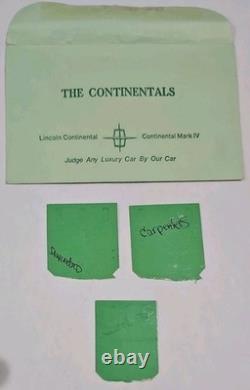 THE CONTINENTALS
Lincoln Continental Continental Mark IV
Judge Any Luxury Car By Our Car
Carpenters